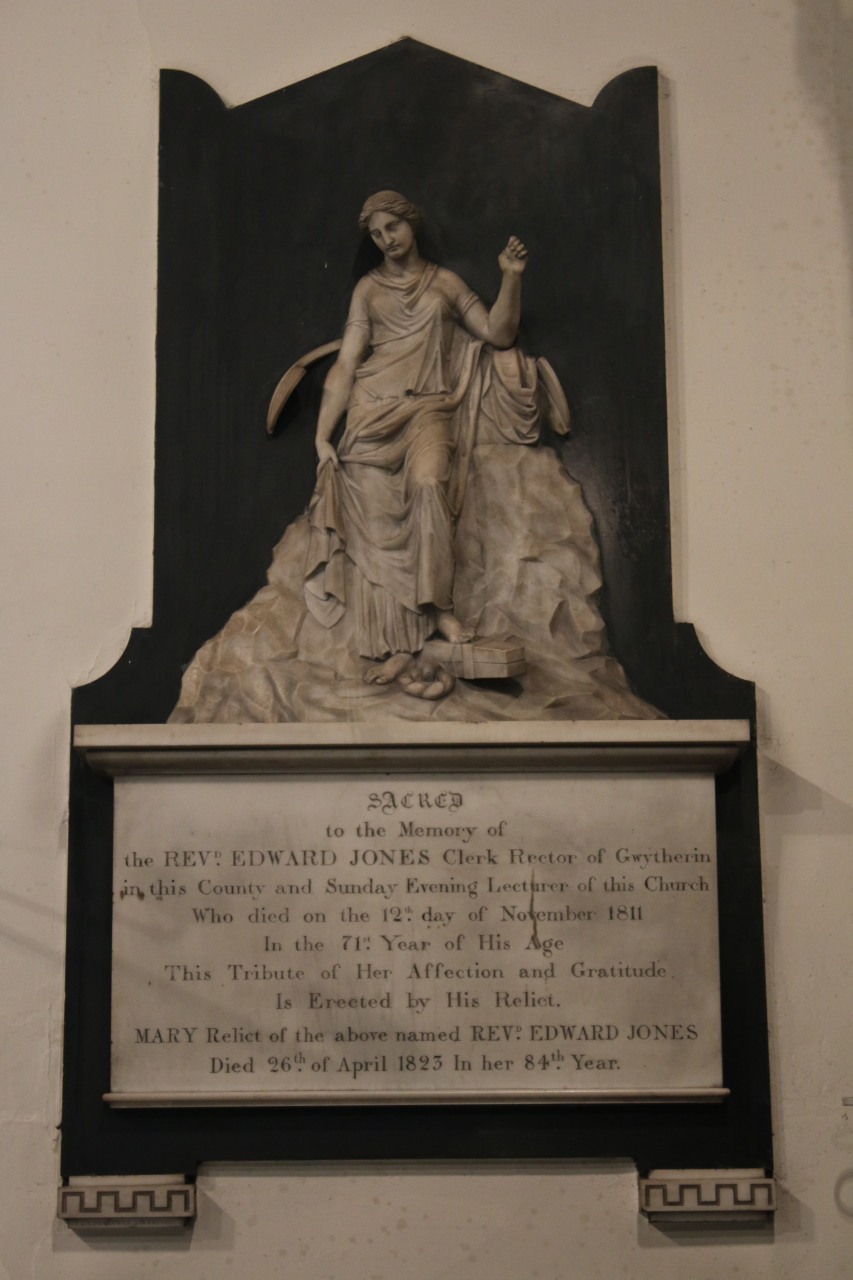 SACRED
to the Memory of
the REVD. EDWARD JONES Clerk Rector of Gwytherin
in this County and Sunday Evening Lecturer of this Church
Who died on the 12th. day of November 1811
In the 71st. Year of His Age
This Tribute of Her Affection and Gratitude
Is Erected by His Relict.
MARY Relict of the above named REVD. EDWARD JONES
Died 26th. of April 1823 In her 84th. Year.